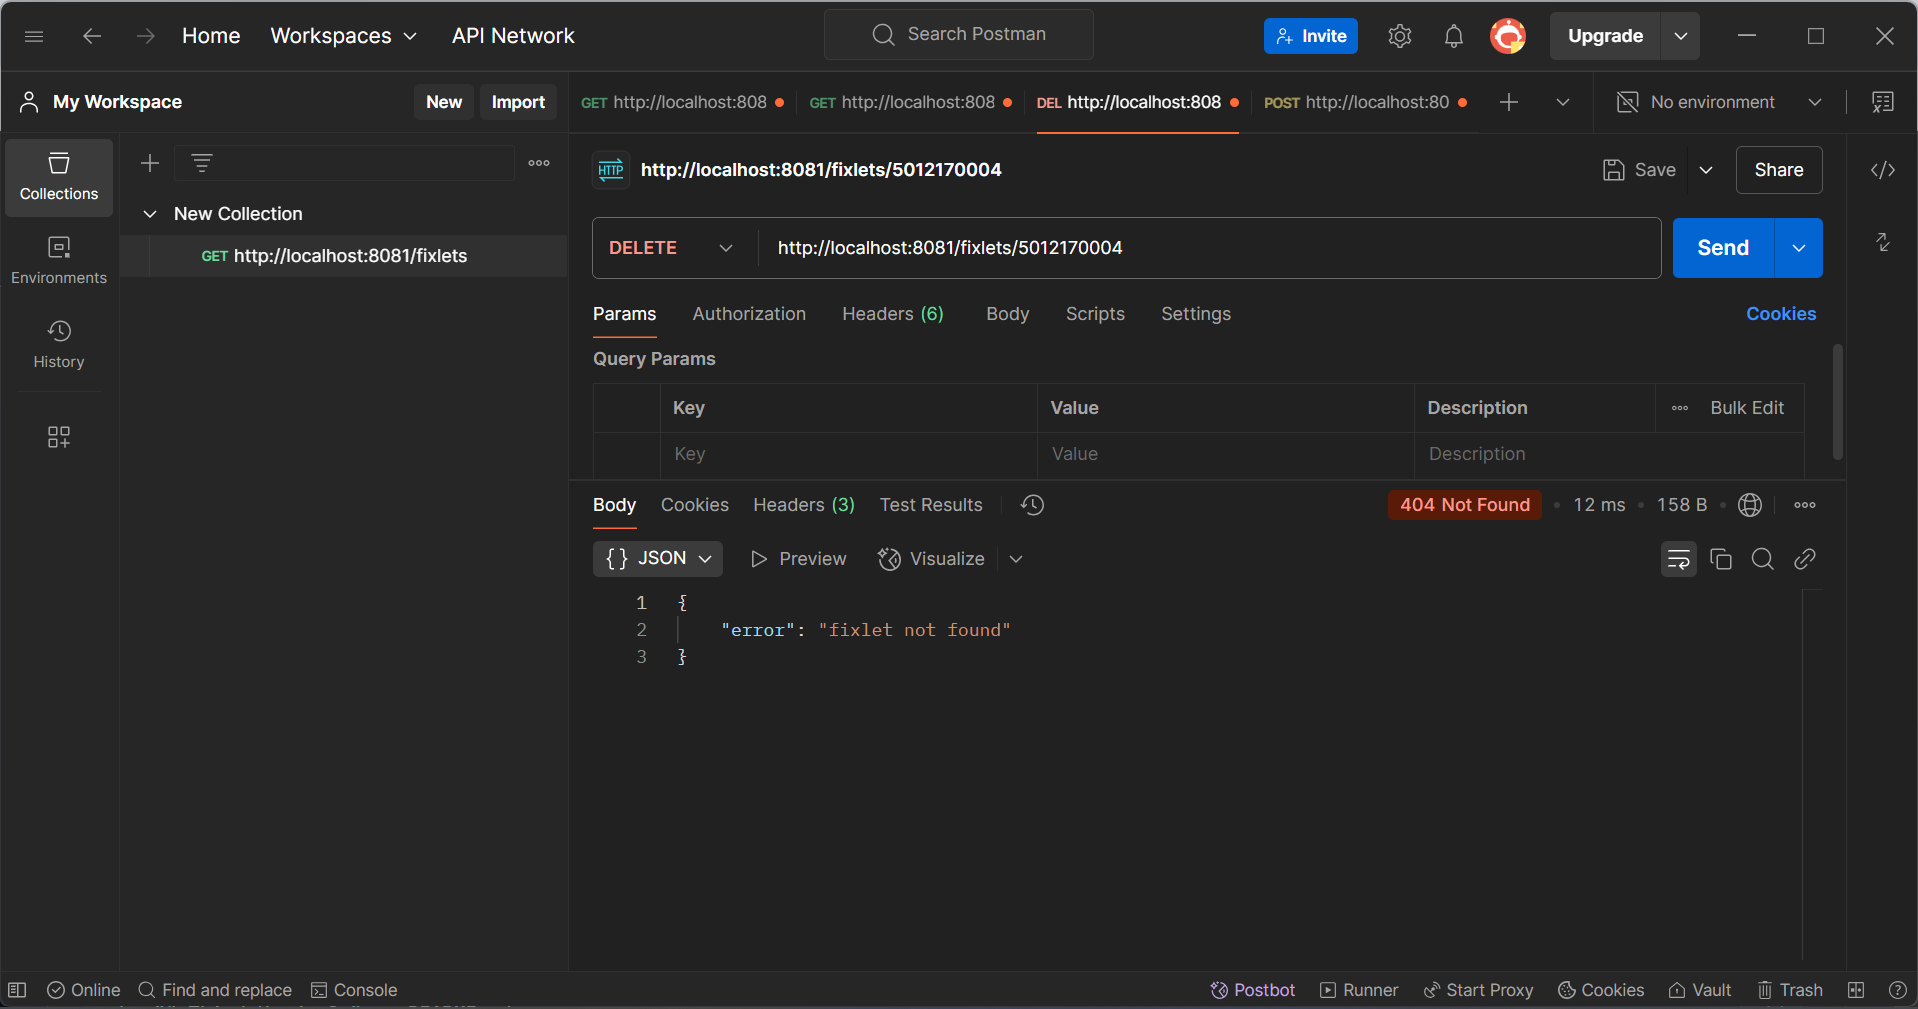 Home Workspaces API Network Search Postman Invite Upgrade
My Workspace New Import GET http://localhost:808 GET http://localhost:808 DEL http://localhost:808 POST http://localhost:80 No environment
Collections
Environments
History
New Collection
GET http://localhost:8081/fixlets
HTTP http://localhost:8081/fixlets/5012170004 Save Share
DELETE http://localhost:8081/fixlets/5012170004 Send
Params Authorization Headers (6) Body Scripts Settings Cookies
Query Params
Key Value Description Bulk Edit
Key Value Description
Body Cookies Headers (3) Test Results 404 Not Found • 12 ms • 158 B
{} JSON Preview Visualize
1 {
2 "error": "fixlet not found"
3 }
Online Find and replace Console Postbot Runner Start Proxy Cookies Vault Trash